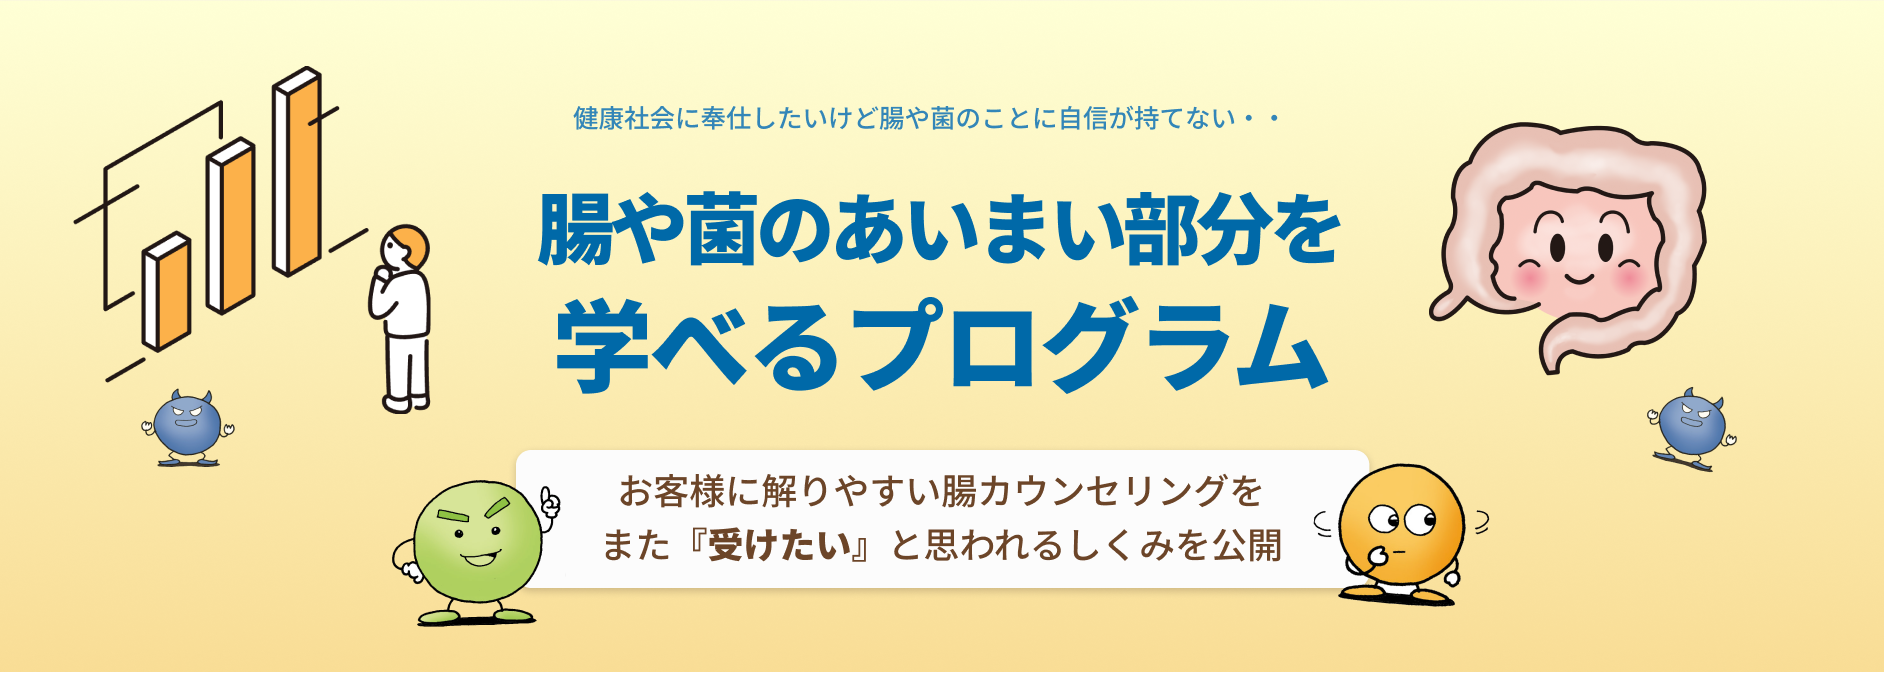 健康社会に奉仕したいけど腸や菌のことに自信が持てない・・
腸や菌のあいまい部分を
学べるプログラム
お客様に解りやすい腸カウンセリングを
また『受けたい』と思われるしくみを公開